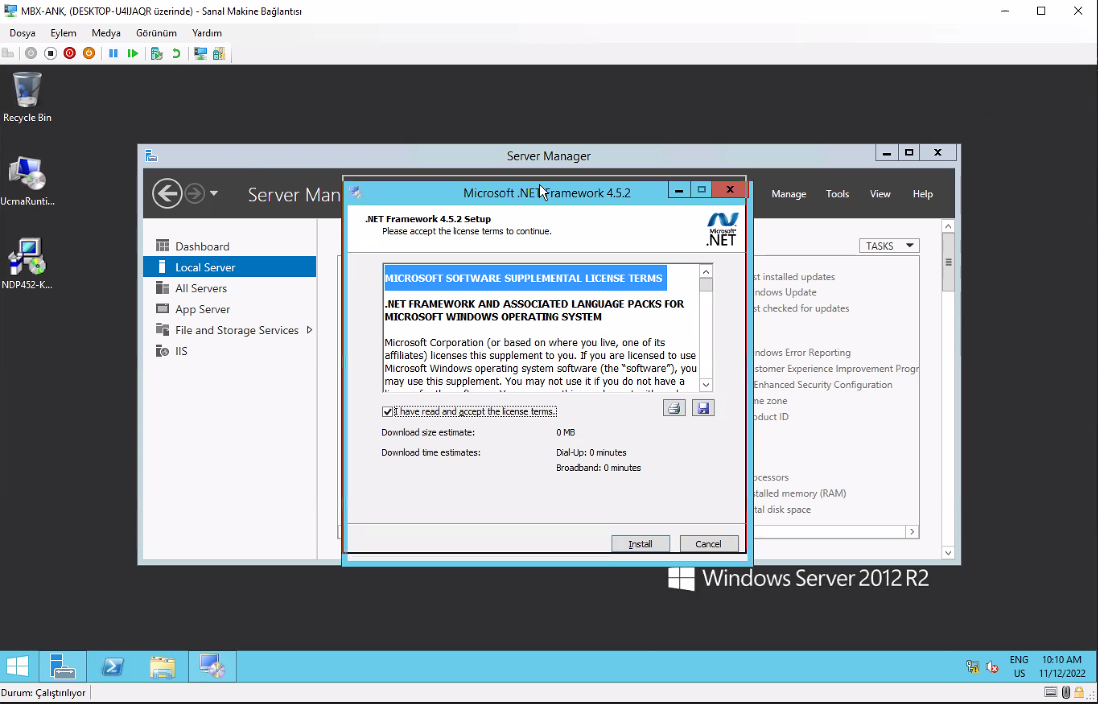 MBX-ANK, (DESKTOP-U4IJAQR üzerinde) - Sanal Makine Bağlantısı
Dosya Eylem Medya Görünüm Yardım
Recycle Bin
UcmaRunti...
NDP452-K...
Server Manager
Server Man
Manage Tools View Help
Dashboard
Local Server
All Servers
App Server
File and Storage Services
IIS
TASKS
st installed updates
ndows Update
st checked for updates
ndows Error Reporting
stomer Experience Improvement Progr
Enhanced Security Configuration
me zone
oduct ID
ocessors
stalled memory (RAM)
tal disk space
Microsoft .NET Framework 4.5.2
.NET Framework 4.5.2 Setup
Please accept the license terms to continue.
Microsoft
.NET
MICROSOFT SOFTWARE SUPPLEMENTAL LICENSE TERMS
.NET FRAMEWORK AND ASSOCIATED LANGUAGE PACKS FOR
MICROSOFT WINDOWS OPERATING SYSTEM
Microsoft Corporation (or based on where you live, one of its
affiliates) licenses this supplement to you. If you are licensed to use
Microsoft Windows operating system software (the “software”), you
may use this supplement. You may not use it if you do not have a
I have read and accept the license terms.
Download size estimate: 0 MB
Download time estimates: Dial-Up: 0 minutes
Broadband: 0 minutes
Install Cancel
Windows Server 2012 R2
ENG 10:10 AM
US 11/12/2022
Durum: Çalıştırılıyor